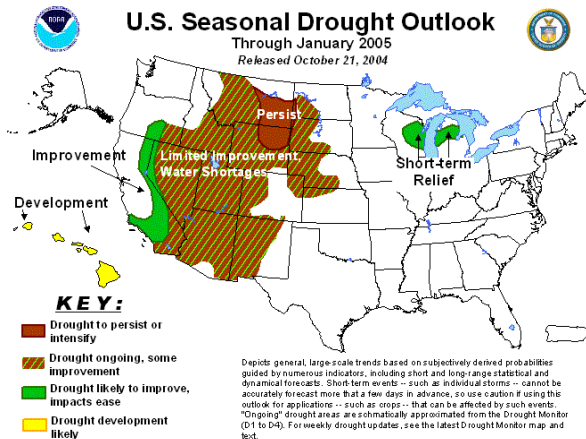 NOAA
U.S. Seasonal Drought Outlook
Through January 2005
Released October 21, 2004
Persist
Improvement
Limited Improvement,
Water Shortages
Short-term
Relief
Development
KEY:
Drought to persist or
intensify
Drought ongoing, some
improvement
Drought likely to improve,
impacts ease
Drought development
likely
Depicts general, large-scale trends based on subjectively derived probabilities
guided by numerous indicators, including short and long-range statistical and
dynamical forecasts. Short-term events -- such as individual storms -- cannot be
accurately forecast more that a few days in advance, so use caution if using this
outlook for applications -- such as crops -- that can be affected by such events.
"Ongoing" drought areas are schmatically approximated from the Drought Monitor
(D1 to D4). For weekly drought updates, see the latest Drought Monitor map and
text.